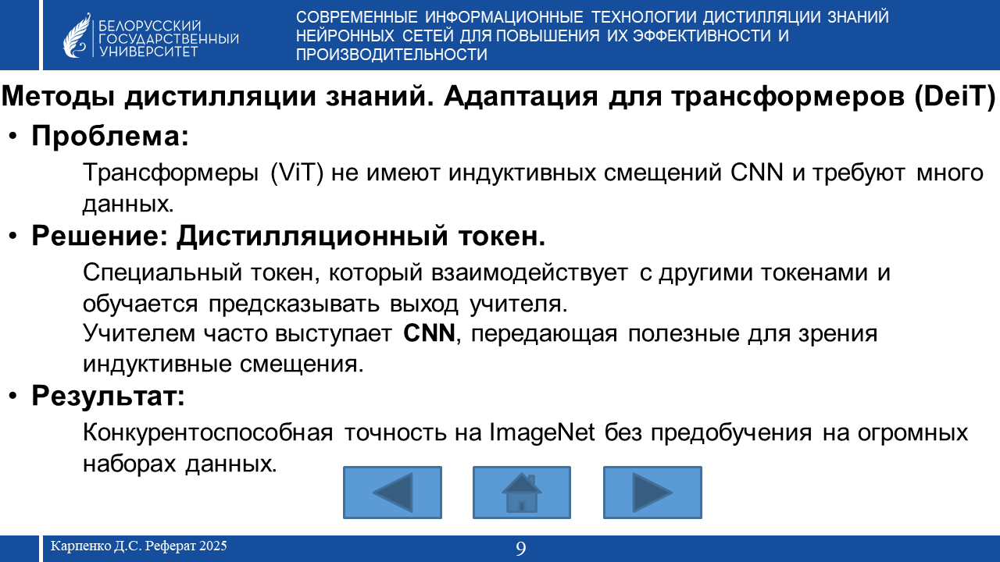 БЕЛОРУССКИЙ
ГОСУДАРСТВЕННЫЙ
УНИВЕРСИТЕТ
СОВРЕМЕННЫЕ ИНФОРМАЦИОННЫЕ ТЕХНОЛОГИИ ДИСТИЛЛЯЦИИ ЗНАНИЙ
НЕЙРОННЫХ СЕТЕЙ ДЛЯ ПОВЫШЕНИЯ ИХ ЭФФЕКТИВНОСТИ И
ПРОИЗВОДИТЕЛЬНОСТИ
Методы дистилляции знаний. Адаптация для трансформеров (DeiT)
• Проблема:
Трансформеры (ViT) не имеют индуктивных смещений CNN и требуют много
данных.
• Решение: Дистилляционный токен.
Специальный токен, который взаимодействует с другими токенами и
обучается предсказывать выход учителя.
Учителем часто выступает CNN, передающая полезные для зрения
индуктивные смещения.
• Результат:
Конкурентоспособная точность на ImageNet без предобучения на огромных
наборах данных.
Карпенко Д.С. Реферат 2025
9